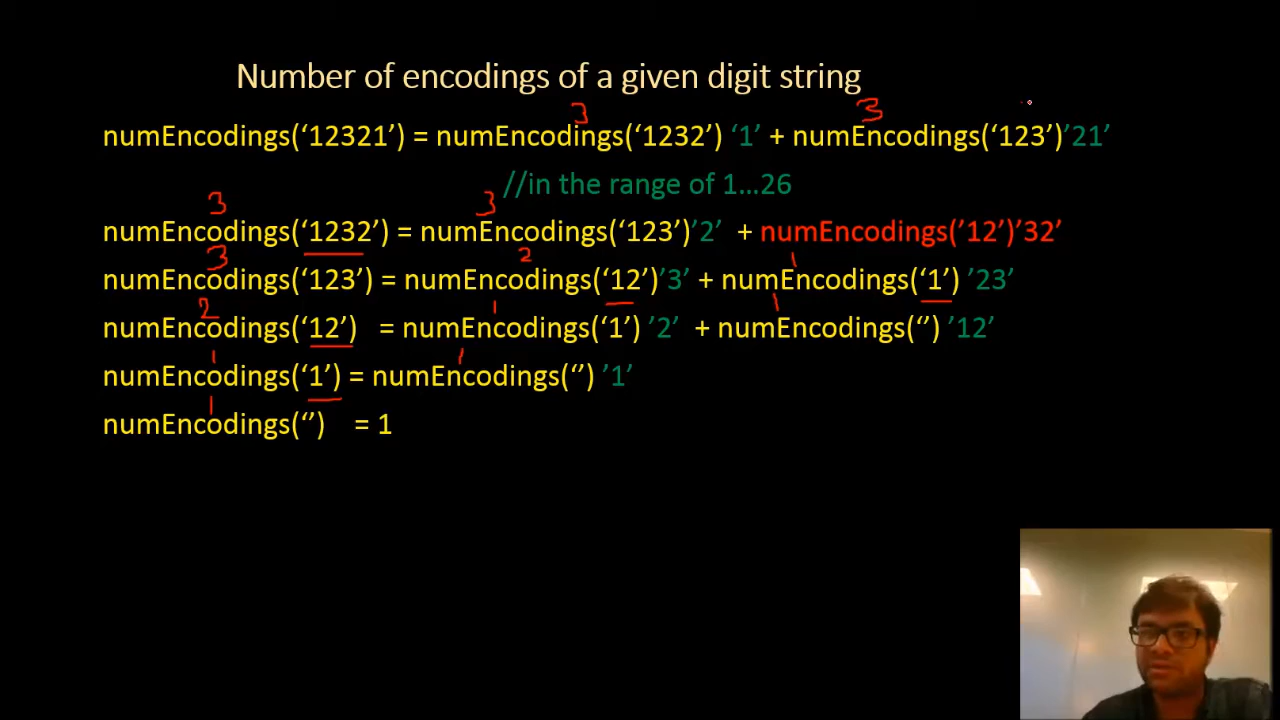 Number of encodings of a given digit string
3 3
numEncodings(‘12321’) = numEncodings(‘1232’) ‘1’ + numEncodings(‘123’)’21’
//in the range of 1...26
3 3
numEncodings(‘1232’) = numEncodings(‘123’)’2’ + numEncodings(’12’)’32’
3 2 1
numEncodings(‘123’) = numEncodings(‘12’)’3’ + numEncodings(‘1’) ’23’
2 1 1
numEncodings(‘12’) = numEncodings(‘1’) ’2’ + numEncodings(‘’) ’12’
1 1
numEncodings(‘1’) = numEncodings(‘’) ’1’
1
numEncodings(‘’) = 1